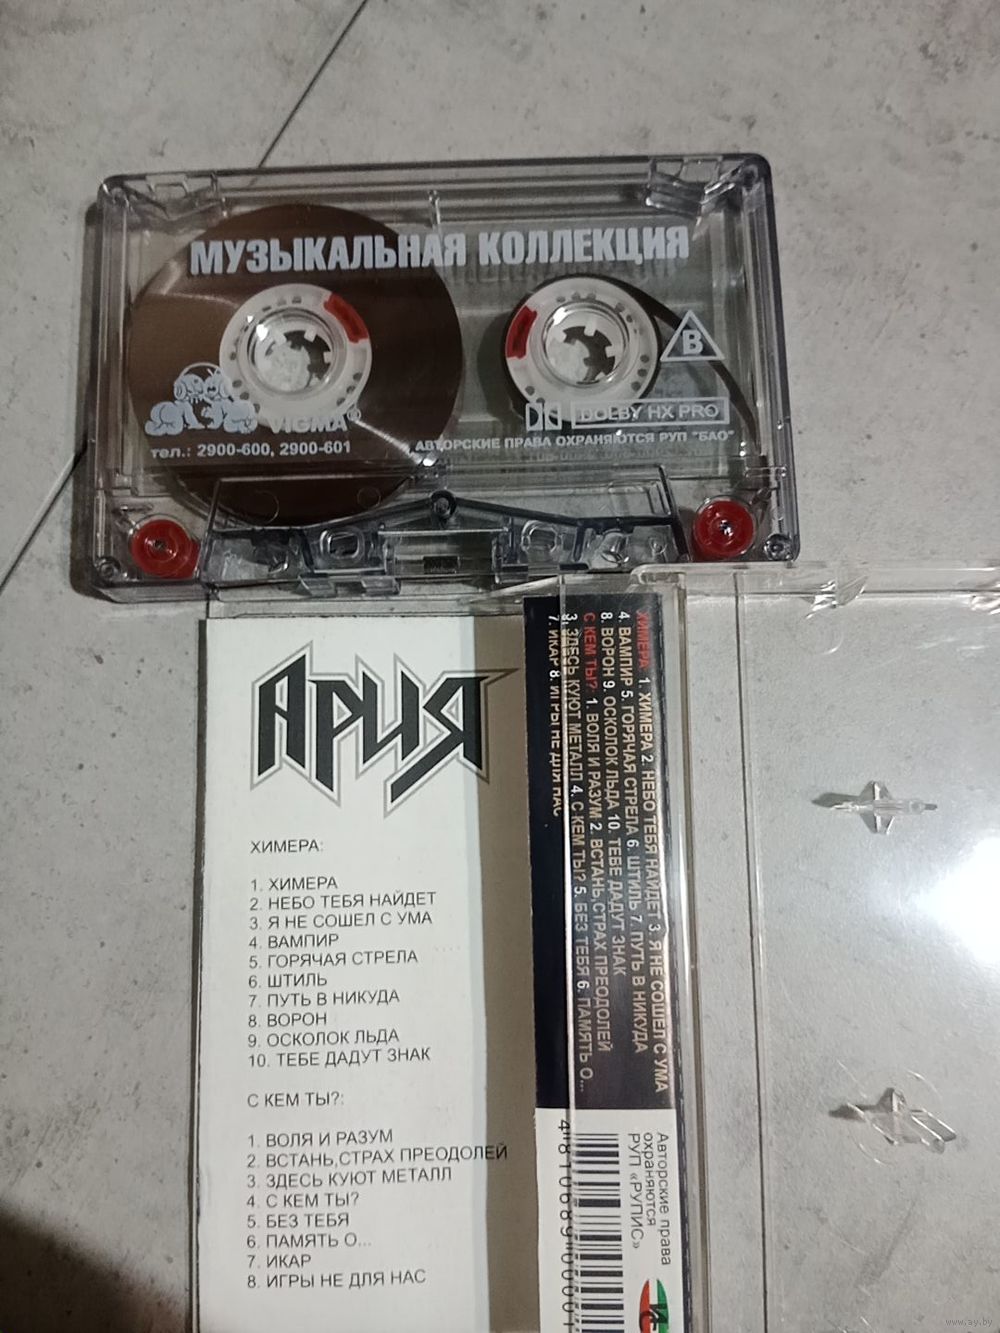 МУЗЫКАЛЬНАЯ КОЛЛЕКЦИЯ
B
VIGMA®
DOLBY HX PRO
тел.: 2900-600, 2900-601
АВТОРСКИЕ ПРАВА ОХРАНЯЮТСЯ РУП "БАО"
АРИЯ
ХИМЕРА:
1. ХИМЕРА
2. НЕБО ТЕБЯ НАЙДЕТ
3. Я НЕ СОШЕЛ С УМА
4. ВАМПИР
5. ГОРЯЧАЯ СТРЕЛА
6. ШТИЛЬ
7. ПУТЬ В НИКУДА
8. ВОРОН
9. ОСКОЛОК ЛЬДА
10. ТЕБЕ ДАДУТ ЗНАК
С КЕМ ТЫ?:
1. ВОЛЯ И РАЗУМ
2. ВСТАНЬ,СТРАХ ПРЕОДОЛЕЙ
3. ЗДЕСЬ КУЮТ МЕТАЛЛ
4. С КЕМ ТЫ?
5. БЕЗ ТЕБЯ
6. ПАМЯТЬ О...
7. ИКАР
8. ИГРЫ НЕ ДЛЯ НАС
ХИМЕРА: 1. ХИМЕРА 2. НЕБО ТЕБЯ НАЙДЕТ 3. Я НЕ СОШЕЛ С УМА
4. ВАМПИР 5. ГОРЯЧАЯ СТРЕЛА 6. ШТИЛЬ 7. ПУТЬ В НИКУДА
8. ВОРОН 9. ОСКОЛОК ЛЬДА 10. ТЕБЕ ДАДУТ ЗНАК
С КЕМ ТЫ?: 1. ВОЛЯ И РАЗУМ 2. ВСТАНЬ,СТРАХ ПРЕОДОЛЕЙ
3. ЗДЕСЬ КУЮТ МЕТАЛЛ 4. С КЕМ ТЫ? 5. БЕЗ ТЕБЯ 6. ПАМЯТЬ О...
7. ИКАР 8. ИГРЫ НЕ ДЛЯ НАС
Авторские права
охраняются
РУП «РУПИС»
4 810689 00001
www.ay.by